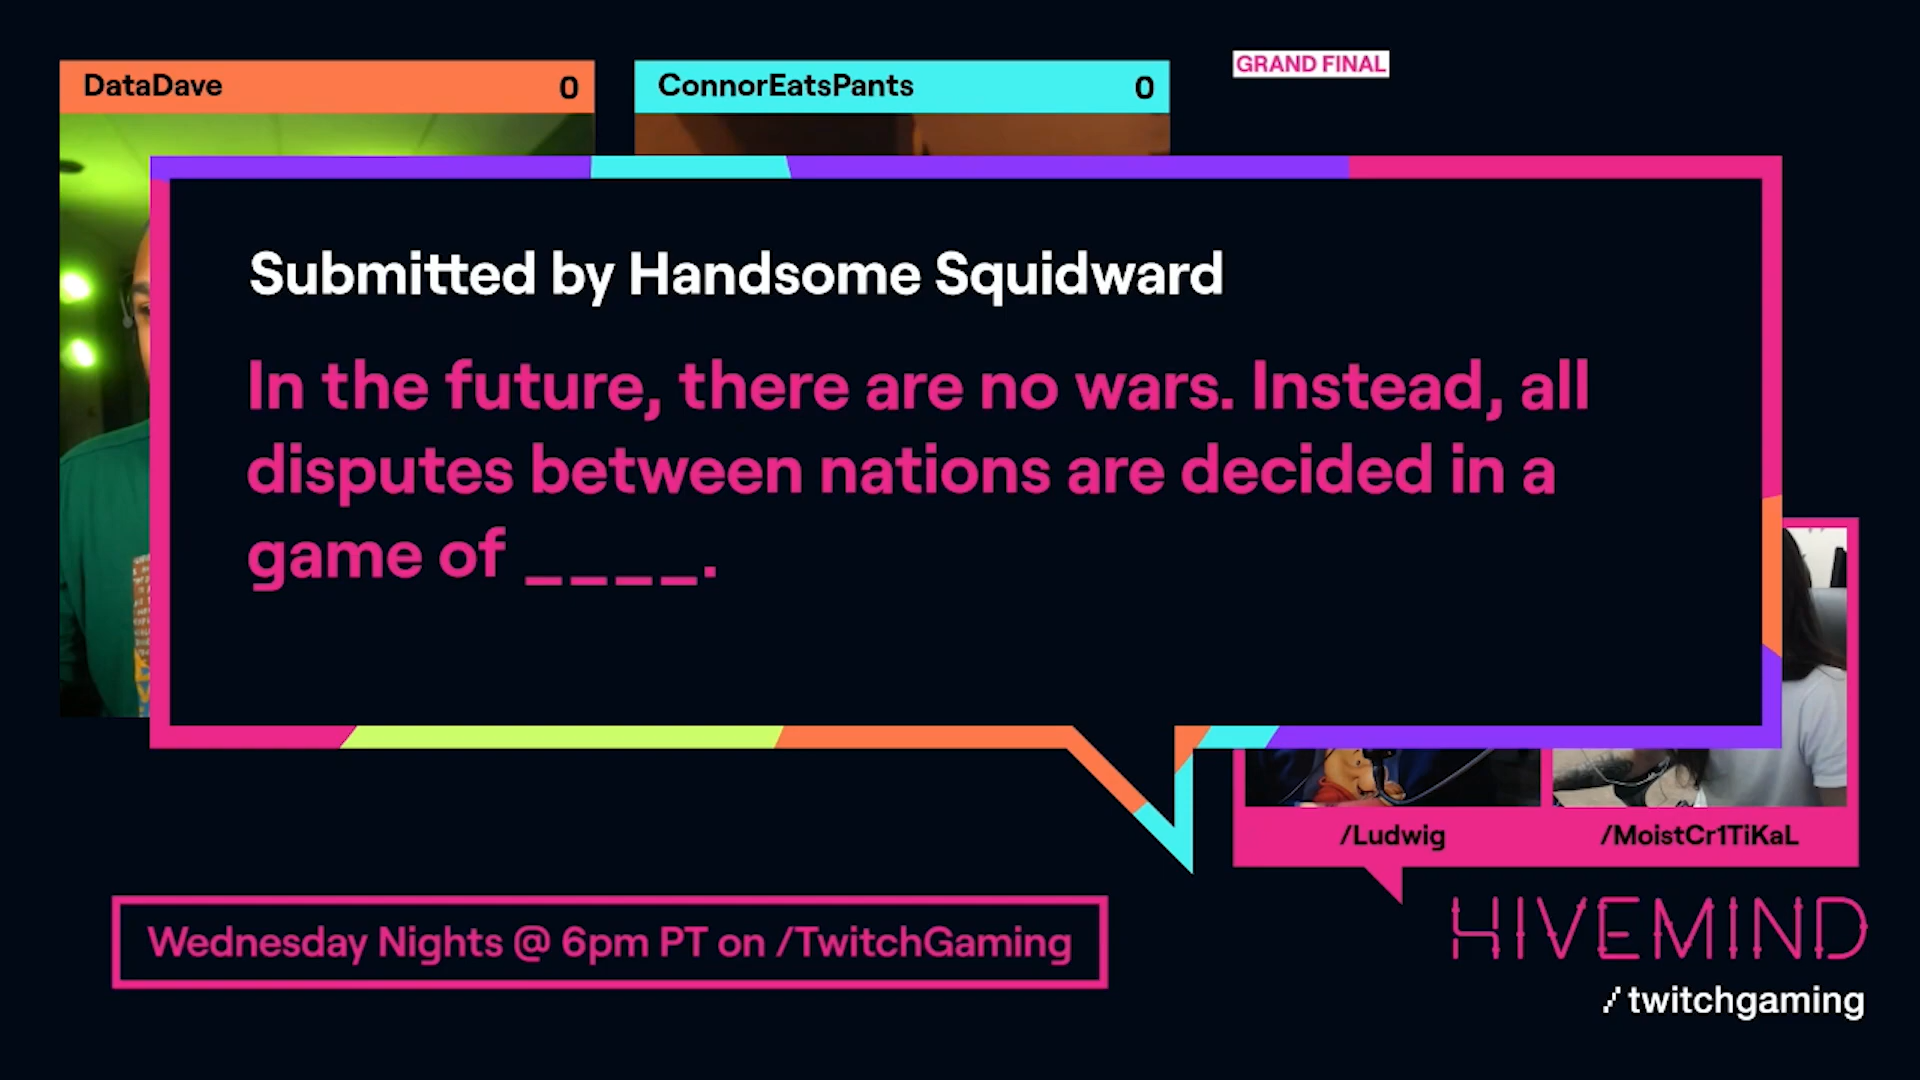 DataDave 0
ConnorEatsPants 0
GRAND FINAL
Submitted by Handsome Squidward
In the future, there are no wars. Instead, all
disputes between nations are decided in a
game of ____.
/Ludwig
/MoistCr1TiKaL
Wednesday Nights @ 6pm PT on /TwitchGaming
HIVEMIND
/twitchgaming